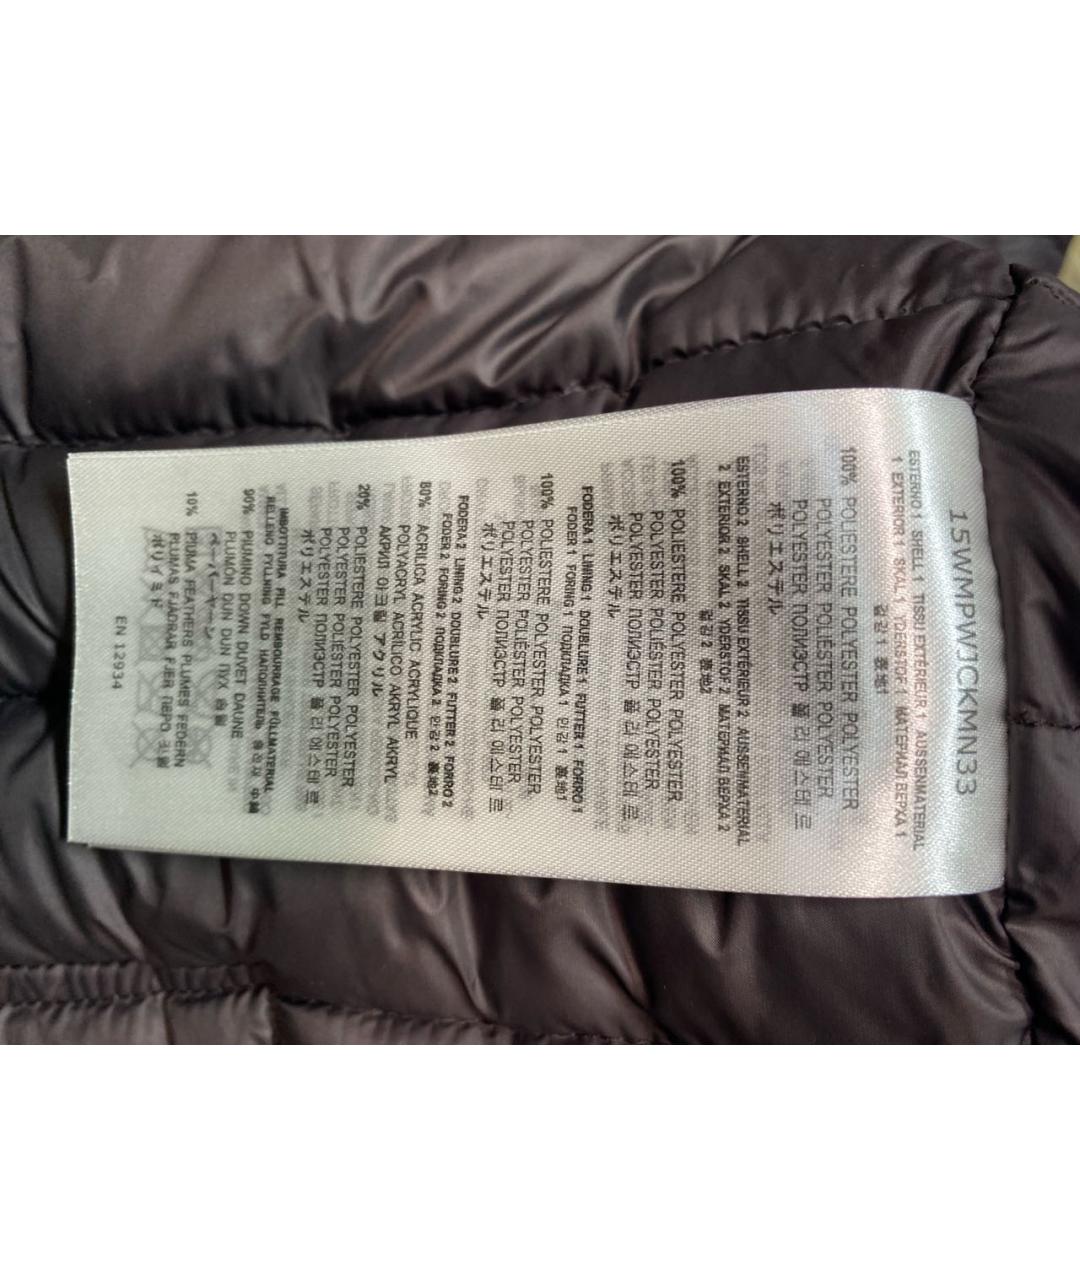 15WMPWJCKMN33
ESTERNO 1 SHELL 1 TISSU EXTÉRIEUR 1 AUSSENMATERIAL
1 EXTERIOR 1 SKAL 1 YDERSTOF 1 МАТЕРИАЛ ВЕРХА 1
겉감 1 表地1
100% POLIESTERE POLYESTER POLYESTER
POLYESTER POLIÉSTER POLYESTER
POLYESTER ПОЛИЭСТР 폴 리 에 스 테 르
ポリエステル
ESTERNO 2 SHELL 2 TISSU EXTÉRIEUR 2 AUSSENMATERIAL
2 EXTERIOR 2 SKAL 2 YDERSTOF 2 МАТЕРИАЛ ВЕРХА 2
겉감 2 表地2
100% POLIESTERE POLYESTER POLYESTER
POLYESTER POLIÉSTER POLYESTER
POLYESTER ПОЛИЭСТР 폴 리 에 스 테 르
ポリエステル
FODERA 1 LINING 1 DOUBLURE 1 FUTTER 1 FORRO 1
FODER 1 FORING 1 ПОДКЛАДКА 1 안감 1 裏地1
100% POLIESTERE POLYESTER POLYESTER
POLYESTER POLIÉSTER POLYESTER
POLYESTER ПОЛИЭСТР 폴 리 에 스 테 르
ポリエステル
FODERA 2 LINING 2 DOUBLURE 2 FUTTER 2 FORRO 2
FODER 2 FORING 2 ПОДКЛАДКА 2 안감 2 裏地2
80% ACRILICA ACRYLIC ACRYLIQUE
POLYACRYL ACRÍLICO AKRYL AKRYL
АКРИЛ 아크릴 アクリル
20% POLIESTERE POLYESTER POLYESTER
POLYESTER POLIÉSTER POLYESTER
POLYESTER ПОЛИЭСТР 폴 리 에 스 테 르
ポリエステル
IMBOTTITURA FILL REMBOURRAGE FÜLLMATERIAL
RELLENO FYLLNING FYLD НАПОЛНИТЕЛЬ 충전재 中綿
90% PIUMINO DOWN DUVET DAUNE
PLUMÓN DUN DUN ПУХ 솜털
10% PIUMA FEATHERS PLUMES FEDERN
PLUMAS FJÄDRAR FJER ПЕРО 깃털
EN 12934